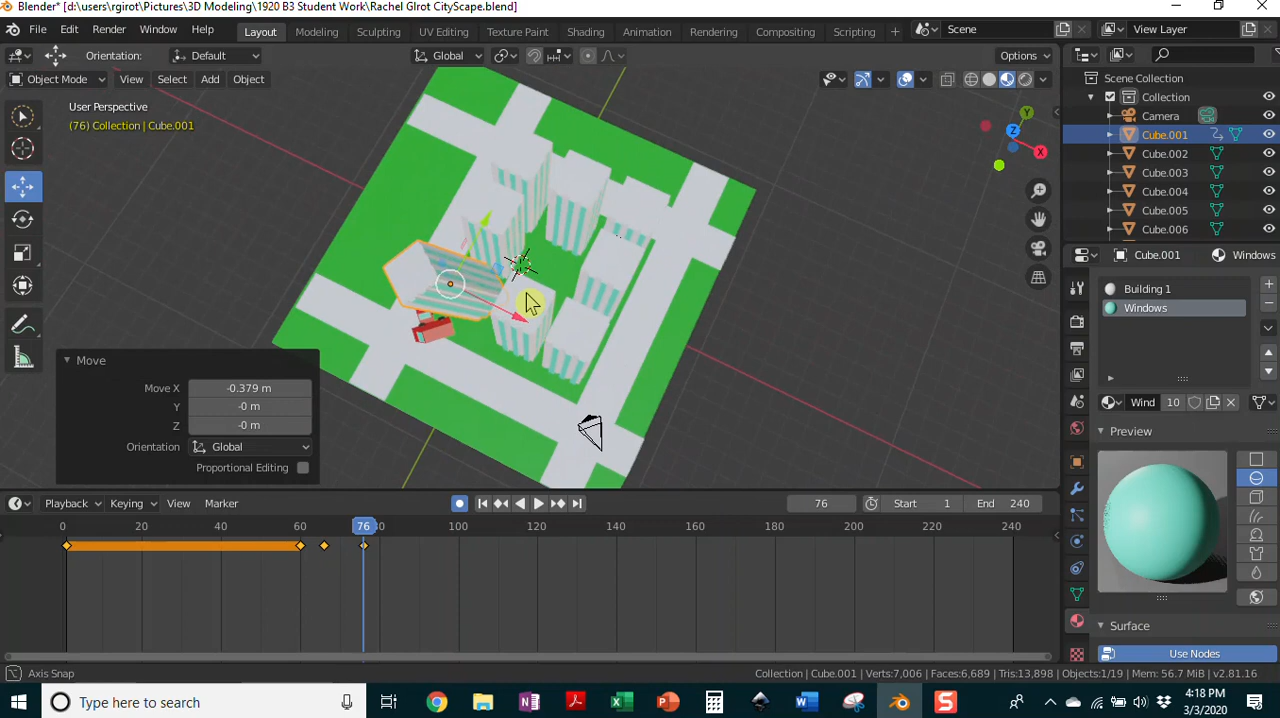 Blender* [d:\users\rgirot\Pictures\3D Modeling\1920 B3 Student Work\Rachel GIrot CityScape.blend]
File Edit Render Window Help Layout Modeling Sculpting UV Editing Texture Paint Shading Animation Rendering Compositing Scripting + Scene View Layer
Orientation: Default Global Options
Object Mode View Select Add Object
Scene Collection
Collection
Camera
Cube.001
Cube.002
Cube.003
Cube.004
Cube.005
Cube.006
User Perspective
(76) Collection | Cube.001
Y
Z
X
Cube.001 Windows
Building 1
Windows
Wind 10
Preview
Surface
Use Nodes
Move
Move X -0.379 m
Y -0 m
Z -0 m
Orientation Global
Proportional Editing
Playback Keying View Marker 76 Start 1 End 240
0 20 40 60 76 80 100 120 140 160 180 200 220 240
Axis Snap
Collection | Cube.001 | Verts:7,006 | Faces:6,689 | Tris:13,898 | Objects:1/19 | Mem: 56.7 MiB | v2.81.16
Type here to search
4:18 PM
3/3/2020